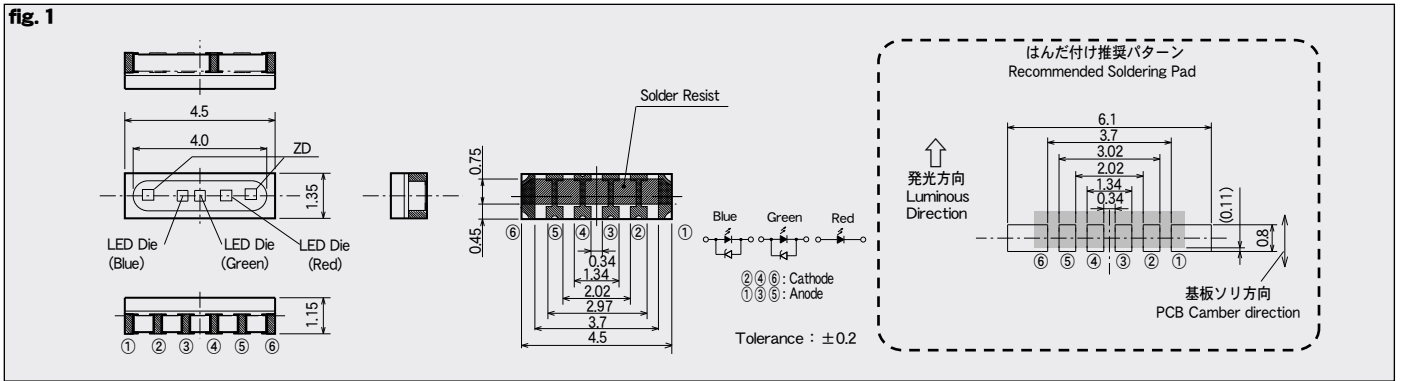 fig. 1
4.5
4.0
ZD
1.35
LED Die
(Blue)
LED Die
(Green)
LED Die
(Red)
1.15
① ② ③ ④ ⑤ ⑥
Solder Resist
0.75
0.45
⑥ ⑤ ④ ③ ② ①
0.34
1.34
2.02
2.97
3.7
4.5
Blue Green Red
②④⑥: Cathode
①③⑤: Anode
Tolerance : ±0.2
はんだ付け推奨パターン
Recommended Soldering Pad
発光方向
Luminous
Direction
6.1
3.7
3.02
2.02
1.34
0.34
(0.11)
0.8
⑥ ⑤ ④ ③ ② ①
基板ソリ方向
PCB Camber direction